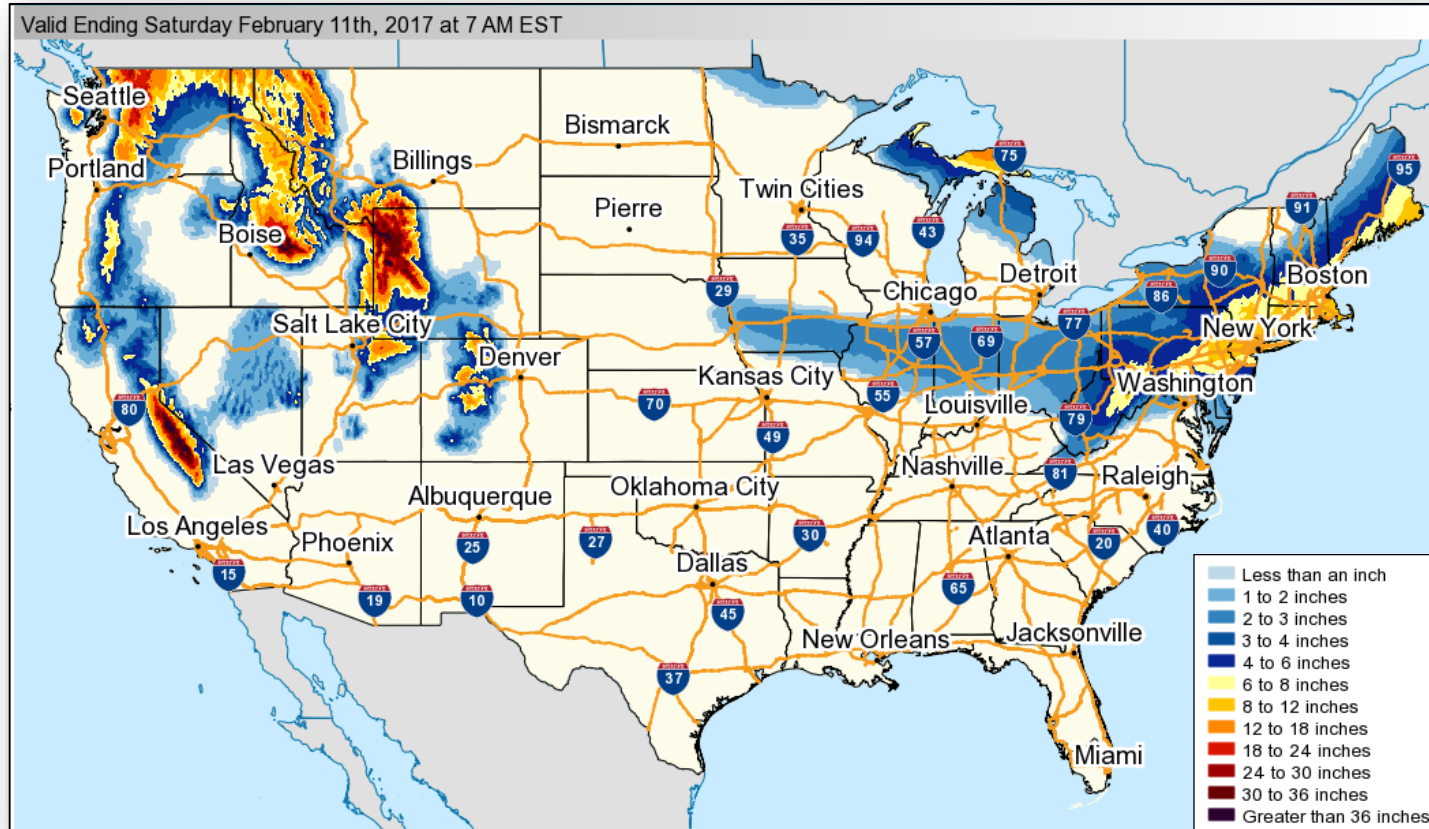 Valid Ending Saturday February 11th, 2017 at 7 AM EST
Seattle
Bismarck
75
95
Portland
Billings
Twin Cities
91
Pierre
Boise
35
94
43
90
Detroit
Boston
29
Chicago
86
77
Salt Lake City
New York
57
69
Denver
Kansas City
Washington
80
70
55
Louisville
79
49
Las Vegas
Nashville
81
Raleigh
Albuquerque
Oklahoma City
Los Angeles
Phoenix
25
27
30
Atlanta
20
40
15
Dallas
65
19
10
45
New Orleans
Jacksonville
37
Miami
Less than an inch
1 to 2 inches
2 to 3 inches
3 to 4 inches
4 to 6 inches
6 to 8 inches
8 to 12 inches
12 to 18 inches
18 to 24 inches
24 to 30 inches
30 to 36 inches
Greater than 36 inches